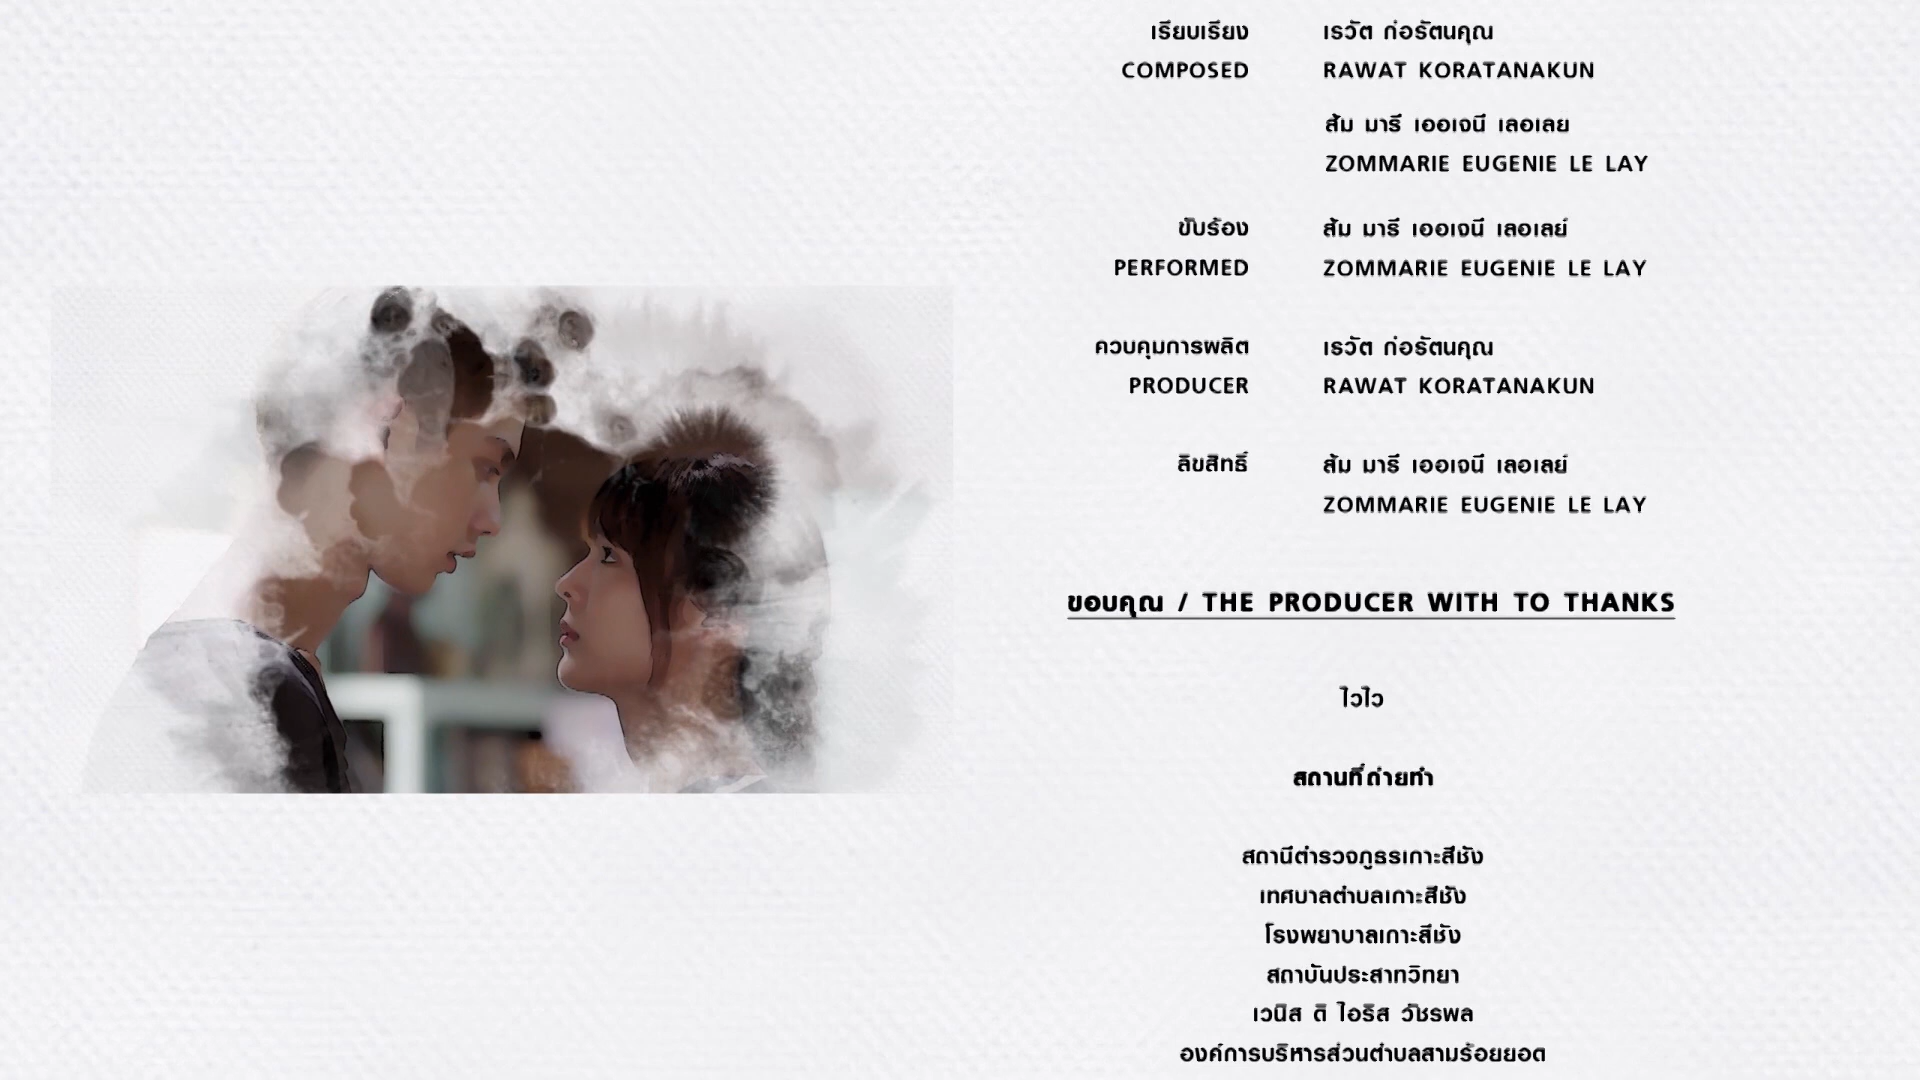 เรียบเรียง เรวัต ก่อรัตนคุณ
COMPOSED RAWAT KORATANAKUN
ส้ม มารี เออเจนี เลอเลย
ZOMMARIE EUGENIE LE LAY
ขับร้อง ส้ม มารี เออเจนี เลอเลย์
PERFORMED ZOMMARIE EUGENIE LE LAY
ควบคุมการผลิต เรวัต ก่อรัตนคุณ
PRODUCER RAWAT KORATANAKUN
ลิขสิทธิ์ ส้ม มารี เออเจนี เลอเลย์
ZOMMARIE EUGENIE LE LAY
ขอบคุณ / THE PRODUCER WITH TO THANKS
ไวไว
สถานที่ถ่ายทำ
สถานีตำรวจภูธรเกาะสีชัง
เทศบาลตำบลเกาะสีชัง
โรงพยาบาลเกาะสีชัง
สถาบันประสาทวิทยา
เวนิส ดิ ไอริส วัชรพล
องค์การบริหารส่วนตำบลสามร้อยยอด